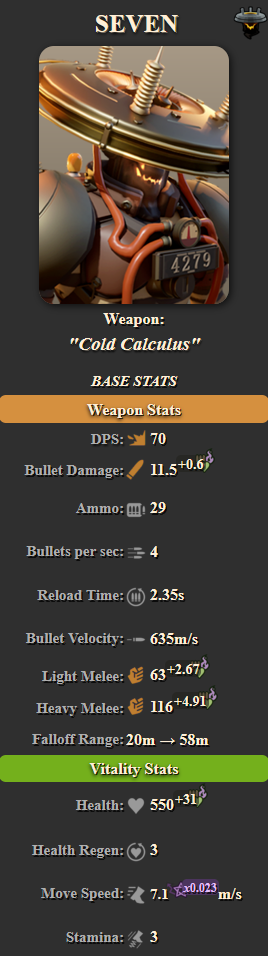 SEVEN
4279
Weapon:
"Cold Calculus"
BASE STATS
Weapon Stats
DPS: 70
Bullet Damage: 11.5+0.6
Ammo: 29
Bullets per sec: 4
Reload Time: 2.35s
Bullet Velocity: 635m/s
Light Melee: 63+2.67
Heavy Melee: 116+4.91
Falloff Range: 20m → 58m
Vitality Stats
Health: 550+31
Health Regen: 3
Move Speed: 7.1 x0.023 m/s
Stamina: 3